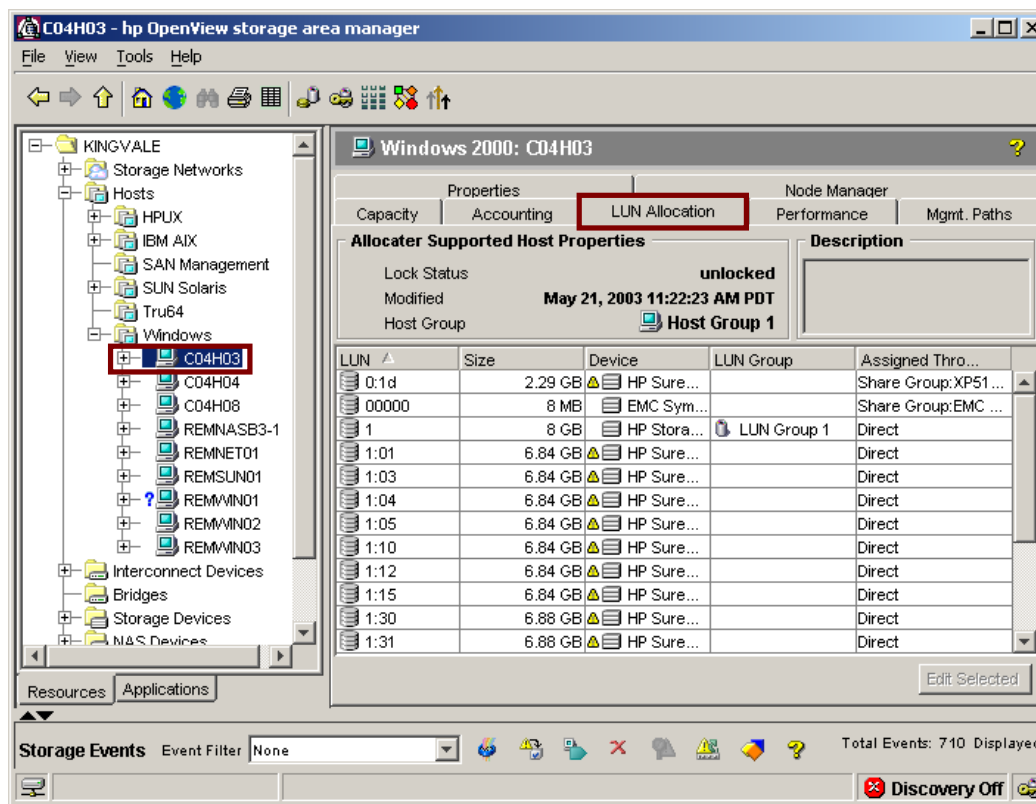 C04H03 - hp OpenView storage area manager
File View Tools Help
KINGVALE
Storage Networks
Hosts
HPUX
IBM AIX
SAN Management
SUN Solaris
Tru64
Windows
C04H03
C04H04
C04H08
REMNASB3-1
REMNET01
REMSUN01
? REMWIN01
REMWIN02
REMWIN03
Interconnect Devices
Bridges
Storage Devices
NAS Devices
Resources Applications
Windows 2000: C04H03 ?
Properties Node Manager
Capacity Accounting LUN Allocation Performance Mgmt. Paths
Allocater Supported Host Properties
Lock Status unlocked
Modified May 21, 2003 11:22:23 AM PDT
Host Group Host Group 1
Description
LUN Size Device LUN Group Assigned Thro...
0:1d 2.29 GB HP Sure... Share Group:XP51...
00000 8 MB EMC Sym... Share Group:EMC ...
1 8 GB HP Stora... LUN Group 1 Direct
1:01 6.84 GB HP Sure... Direct
1:03 6.84 GB HP Sure... Direct
1:04 6.84 GB HP Sure... Direct
1:05 6.84 GB HP Sure... Direct
1:10 6.84 GB HP Sure... Direct
1:12 6.84 GB HP Sure... Direct
1:15 6.84 GB HP Sure... Direct
1:30 6.88 GB HP Sure... Direct
1:31 6.88 GB HP Sure... Direct
Edit Selected
Storage Events Event Filter None ? Total Events: 710 Displayed
Discovery Off